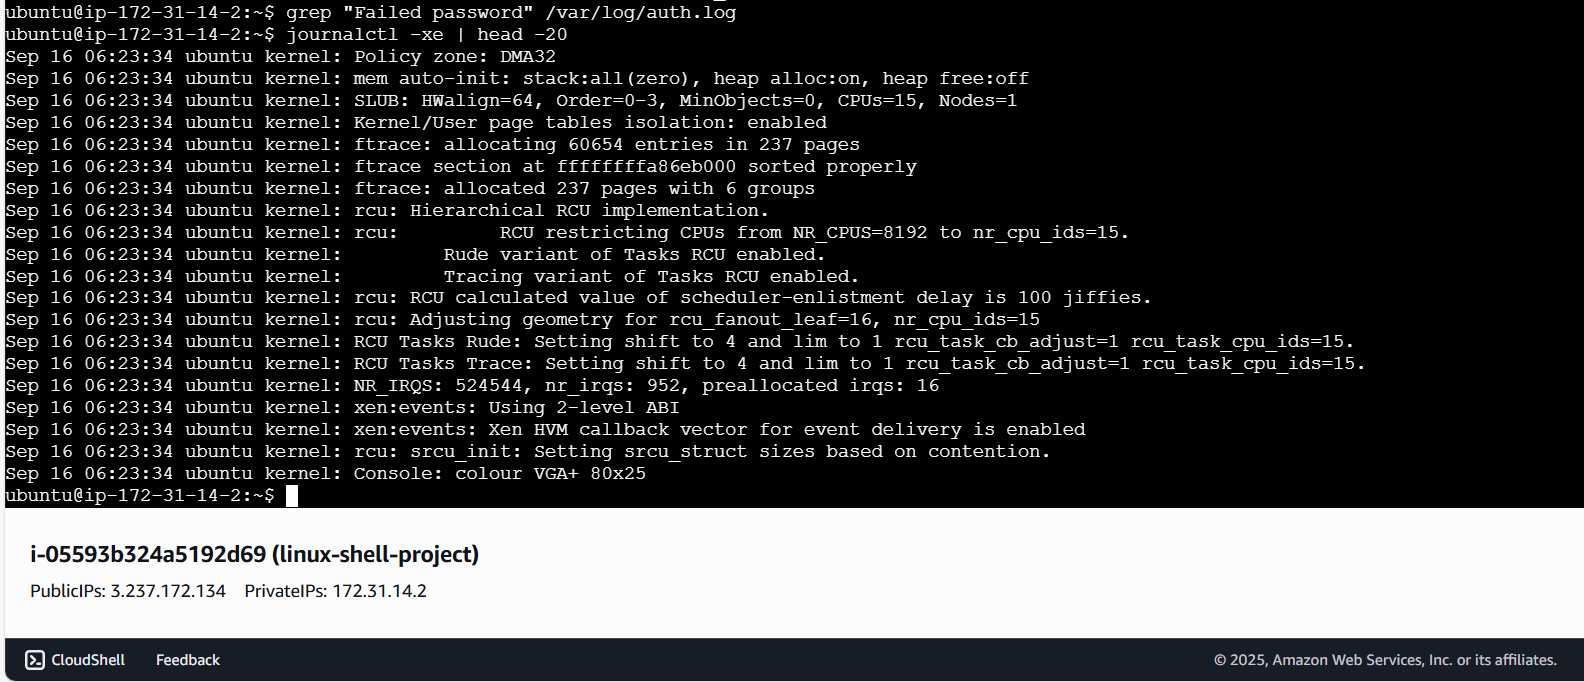 ubuntu@ip-172-31-14-2:~$ grep "Failed password" /var/log/auth.log
ubuntu@ip-172-31-14-2:~$ journalctl -xe | head -20
Sep 16 06:23:34 ubuntu kernel: Policy zone: DMA32
Sep 16 06:23:34 ubuntu kernel: mem auto-init: stack:all(zero), heap alloc:on, heap free:off
Sep 16 06:23:34 ubuntu kernel: SLUB: HWalign=64, Order=0-3, MinObjects=0, CPUs=15, Nodes=1
Sep 16 06:23:34 ubuntu kernel: Kernel/User page tables isolation: enabled
Sep 16 06:23:34 ubuntu kernel: ftrace: allocating 60654 entries in 237 pages
Sep 16 06:23:34 ubuntu kernel: ftrace section at ffffffffa86eb000 sorted properly
Sep 16 06:23:34 ubuntu kernel: ftrace: allocated 237 pages with 6 groups
Sep 16 06:23:34 ubuntu kernel: rcu: Hierarchical RCU implementation.
Sep 16 06:23:34 ubuntu kernel: rcu:         RCU restricting CPUs from NR_CPUS=8192 to nr_cpu_ids=15.
Sep 16 06:23:34 ubuntu kernel:         Rude variant of Tasks RCU enabled.
Sep 16 06:23:34 ubuntu kernel:         Tracing variant of Tasks RCU enabled.
Sep 16 06:23:34 ubuntu kernel: rcu: RCU calculated value of scheduler-enlistment delay is 100 jiffies.
Sep 16 06:23:34 ubuntu kernel: rcu: Adjusting geometry for rcu_fanout_leaf=16, nr_cpu_ids=15
Sep 16 06:23:34 ubuntu kernel: RCU Tasks Rude: Setting shift to 4 and lim to 1 rcu_task_cb_adjust=1 rcu_task_cpu_ids=15.
Sep 16 06:23:34 ubuntu kernel: RCU Tasks Trace: Setting shift to 4 and lim to 1 rcu_task_cb_adjust=1 rcu_task_cpu_ids=15.
Sep 16 06:23:34 ubuntu kernel: NR_IRQS: 524544, nr_irqs: 952, preallocated irqs: 16
Sep 16 06:23:34 ubuntu kernel: xen:events: Using 2-level ABI
Sep 16 06:23:34 ubuntu kernel: xen:events: Xen HVM callback vector for event delivery is enabled
Sep 16 06:23:34 ubuntu kernel: rcu: srcu_init: Setting srcu_struct sizes based on contention.
Sep 16 06:23:34 ubuntu kernel: Console: colour VGA+ 80x25
ubuntu@ip-172-31-14-2:~$
i-05593b324a5192d69 (linux-shell-project)
PublicIPs: 3.237.172.134 PrivateIPs: 172.31.14.2
CloudShell Feedback © 2025, Amazon Web Services, Inc. or its affiliates.